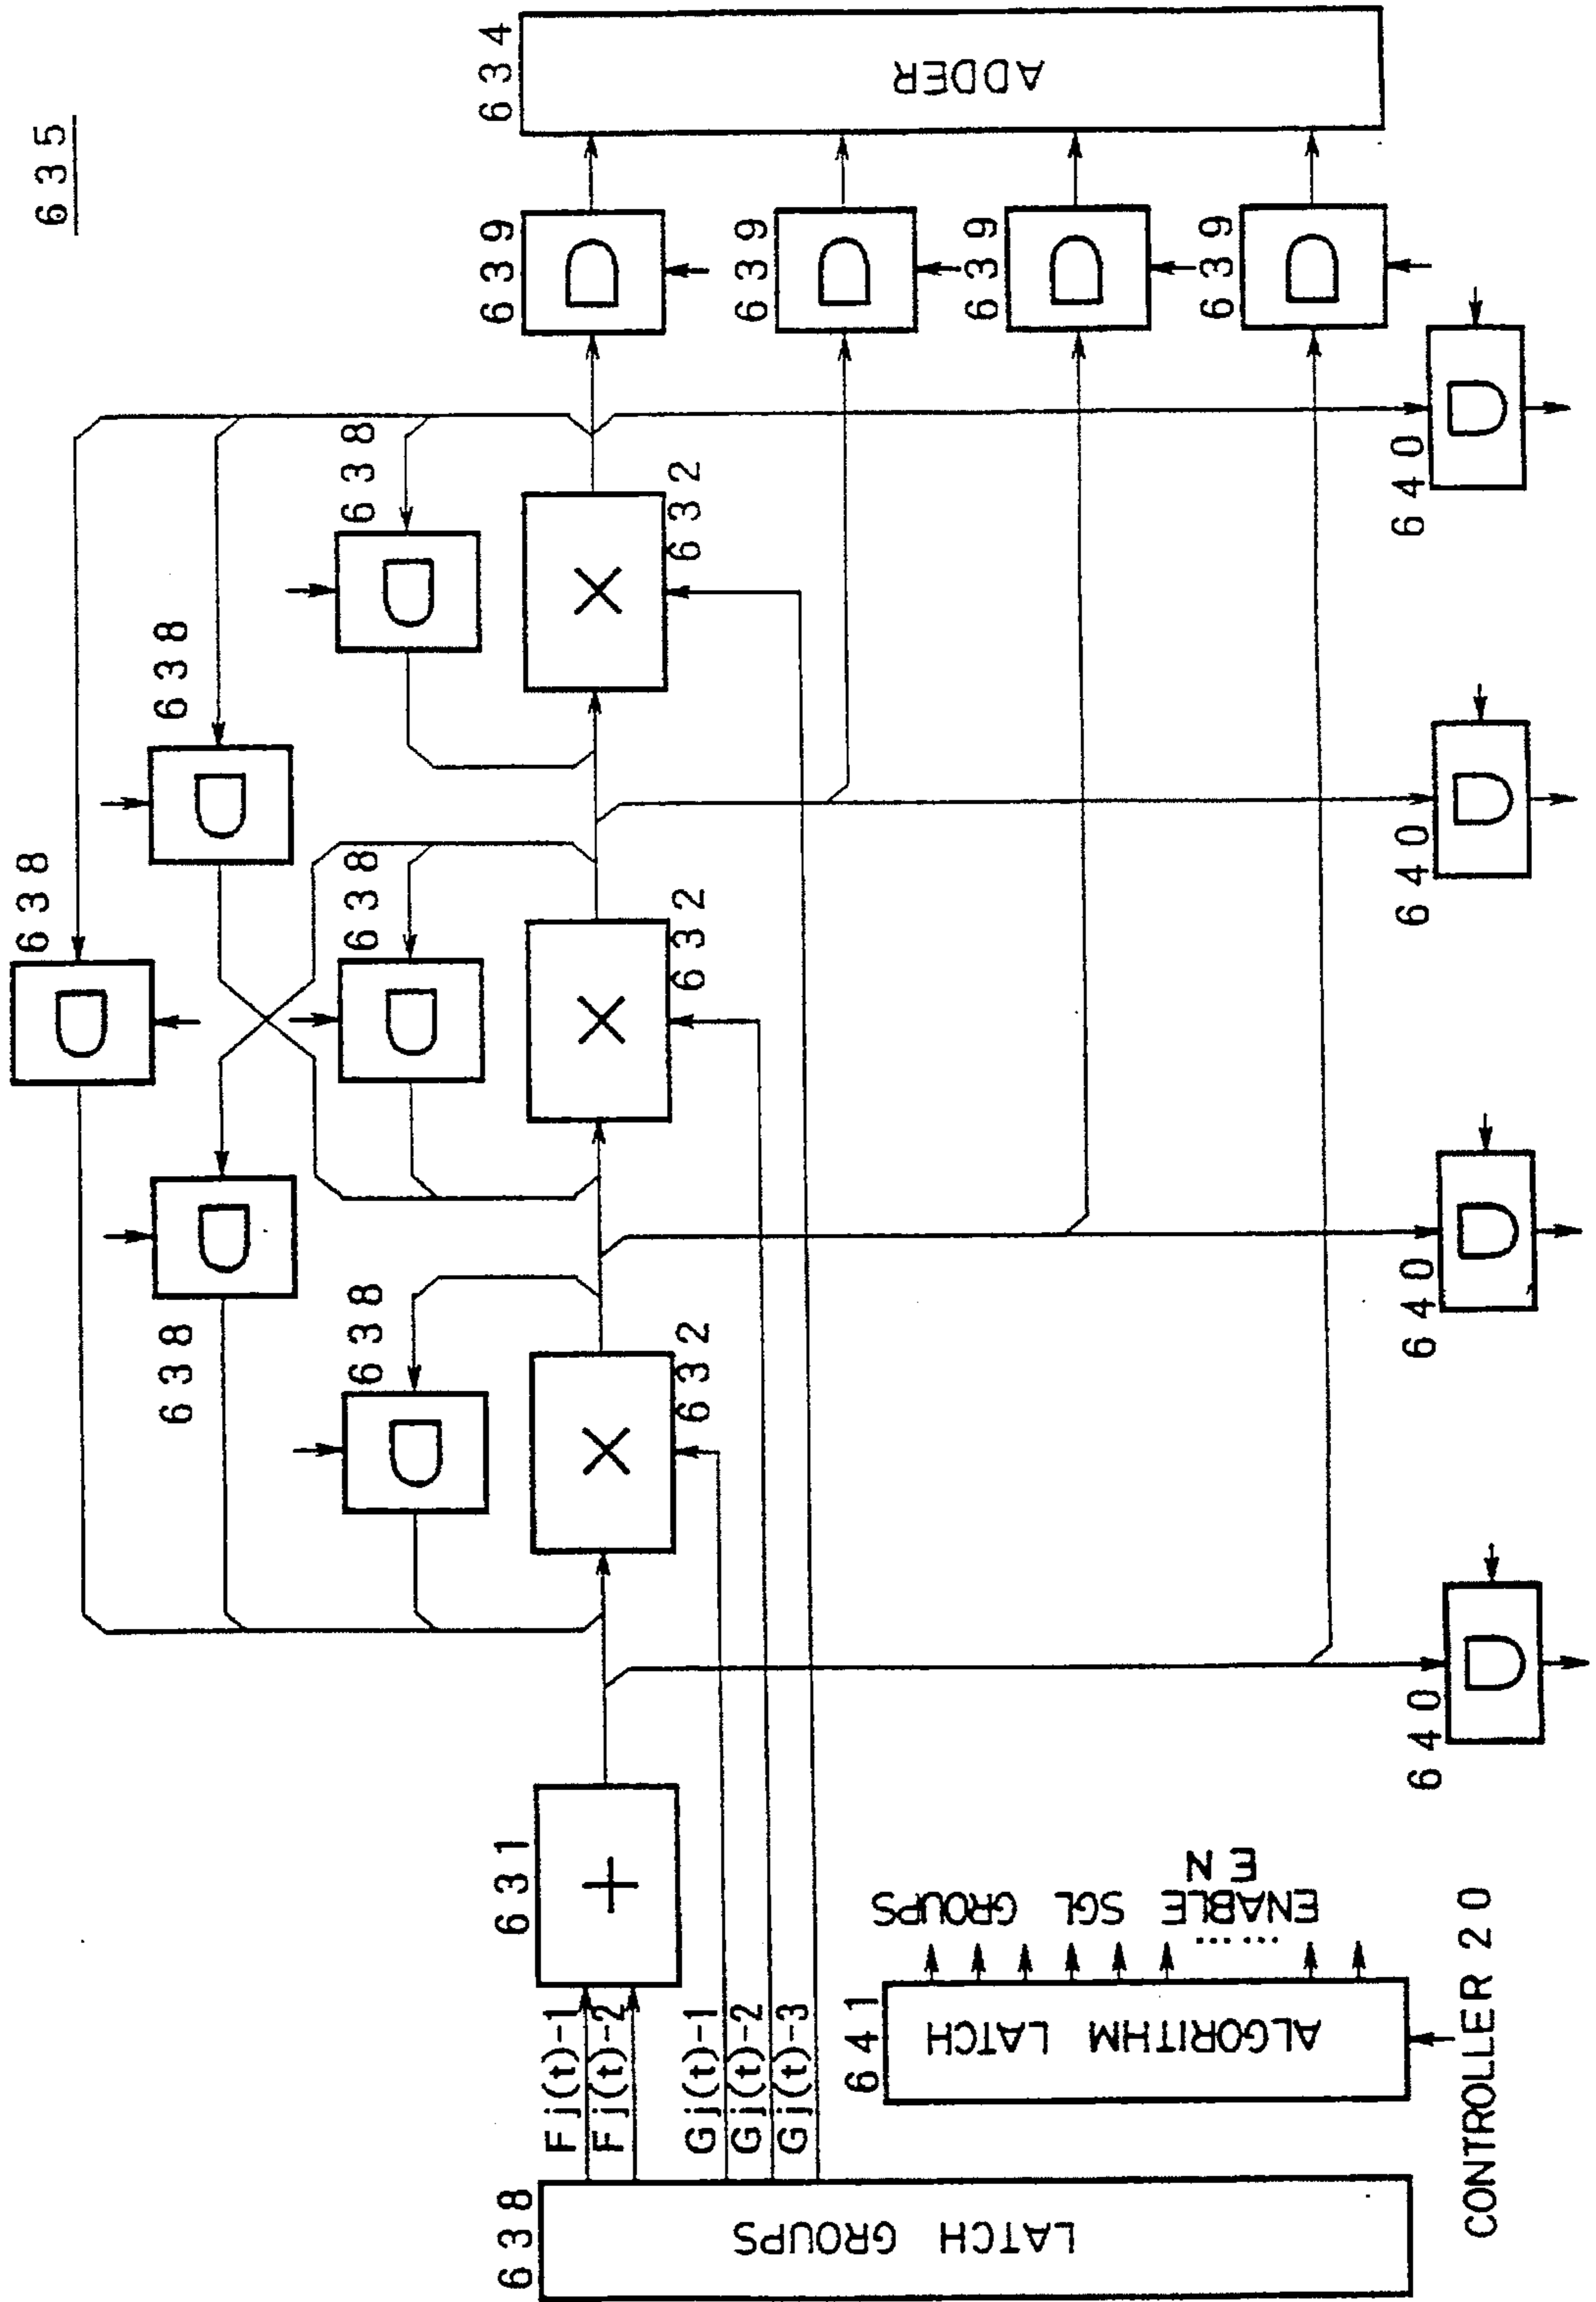 635
638
638
638
638
638
638
632
632
632
639
639
639
639
634
ADDER
640
640
640
640
631
Fj(t)-1
Fj(t)-2
Gj(t)-1
Gj(t)-2
Gj(t)-3
638
LATCH GROUPS
641
ALGORITHM LATCH
ENABLE SGL GROUPS
EN
CONTROLLER 20